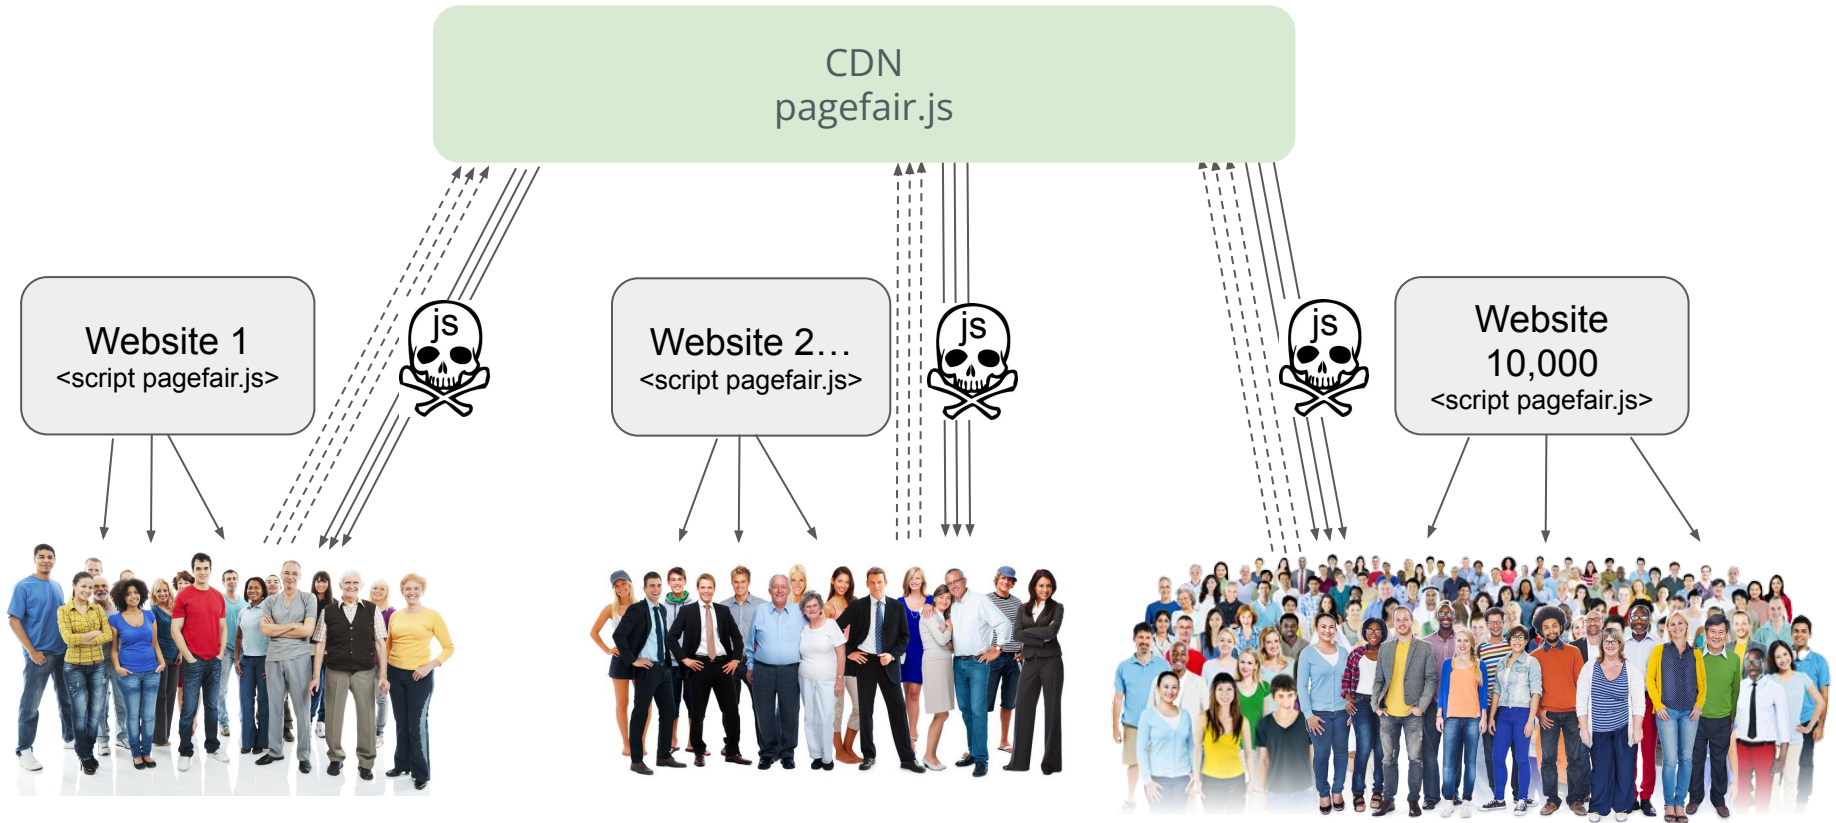 CDN
pagefair.js
js
js
js
Website 1
<script pagefair.js>
Website 2…
<script pagefair.js>
Website
10,000
<script pagefair.js>